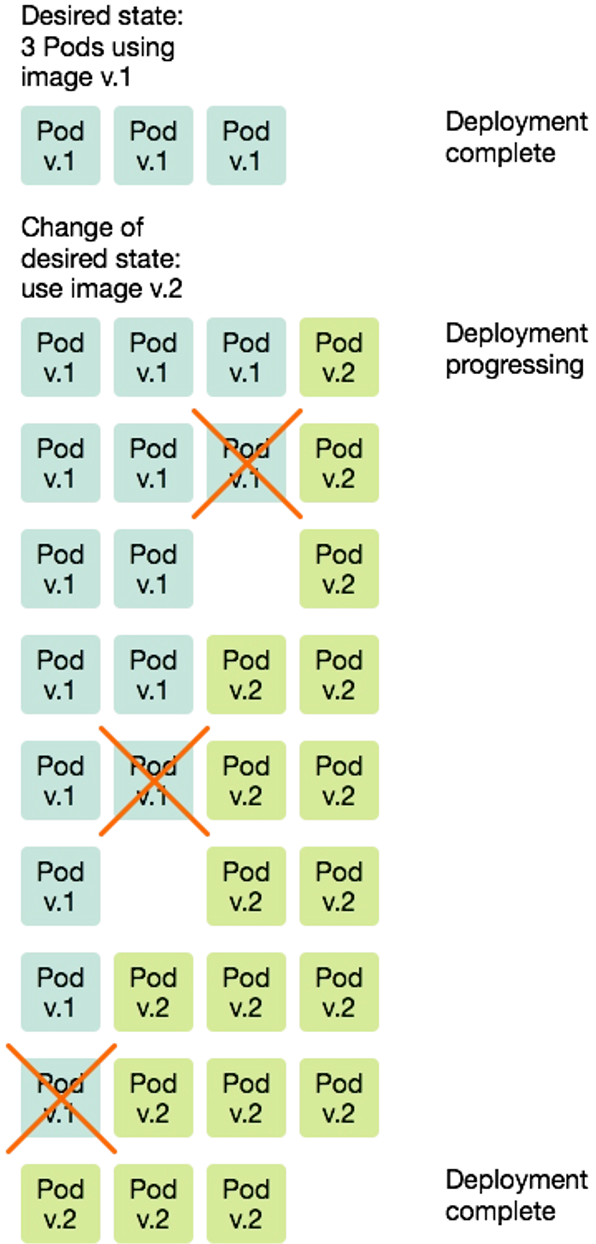 Desired state:
3 Pods using
image v.1
Pod Pod Pod Deployment
v.1 v.1 v.1 complete
Change of
desired state:
use image v.2
Pod Pod Pod Pod Deployment
v.1 v.1 v.1 v.2 progressing
Pod Pod Pod Pod
v.1 v.1 v.1 v.2
Pod Pod Pod
v.1 v.1 v.2
Pod Pod Pod Pod
v.1 v.1 v.2 v.2
Pod Pod Pod Pod
v.1 v.1 v.2 v.2
Pod Pod Pod
v.1 v.2 v.2
Pod Pod Pod Pod
v.1 v.2 v.2 v.2
Pod Pod Pod Pod
v.1 v.2 v.2 v.2
Pod Pod Pod Deployment
v.2 v.2 v.2 complete